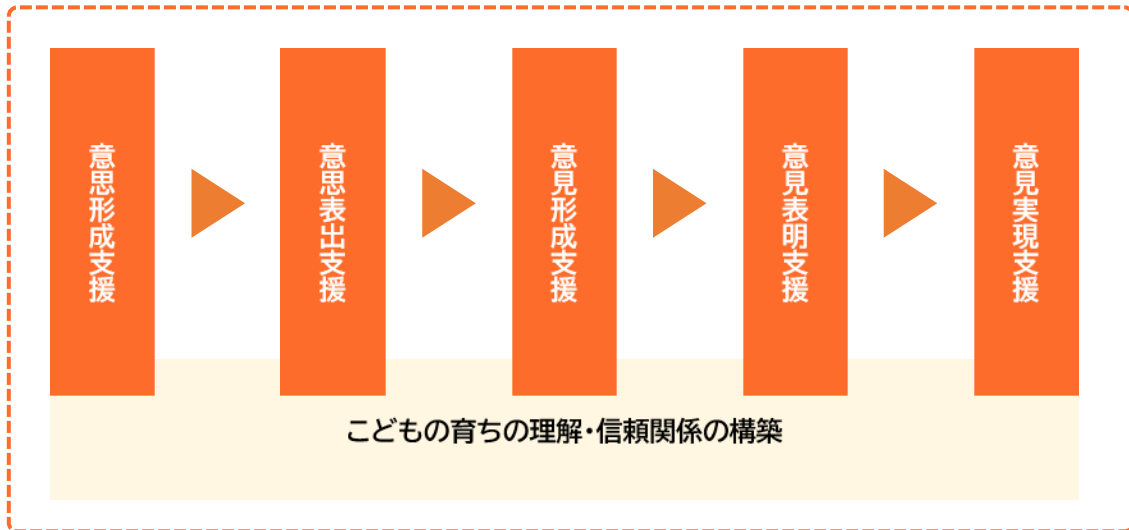 意思形成支援
意思表出支援
意見形成支援
意見表明支援
意見実現支援
こどもの育ちの理解・信頼関係の構築